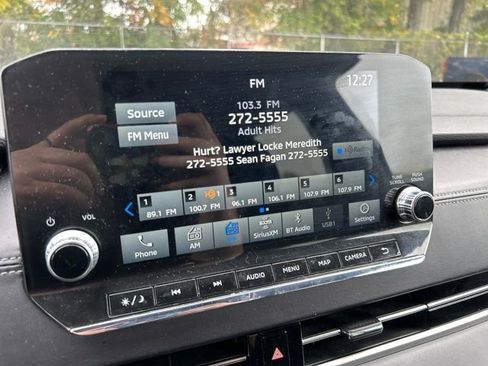 FM
12:27
103.3 FM
Source
272-5555
Adult Hits
FM Menu
Hurt? Lawyer Locke Meredith
272-5555 Sean Fagan 272-5555
TUNE
SCROLL
PUSH
SOUND
VOL
1
2
1
3
4
5
6
89.1 FM
100.7 FM
96.1 FM
106.1 FM
107.9 FM
107.9 FM
Phone
AM
SiriusXM
BT Audio
USB1
Settings
AUDIO
MENU
MAP
CAMERA